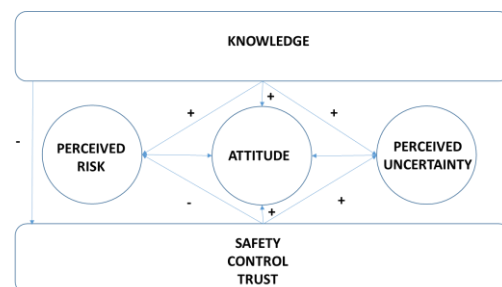 KNOWLEDGE
+
+
+
-
PERCEIVED
RISK
ATTITUDE
PERCEIVED
UNCERTAINTY
-
+
+
SAFETY
CONTROL
TRUST